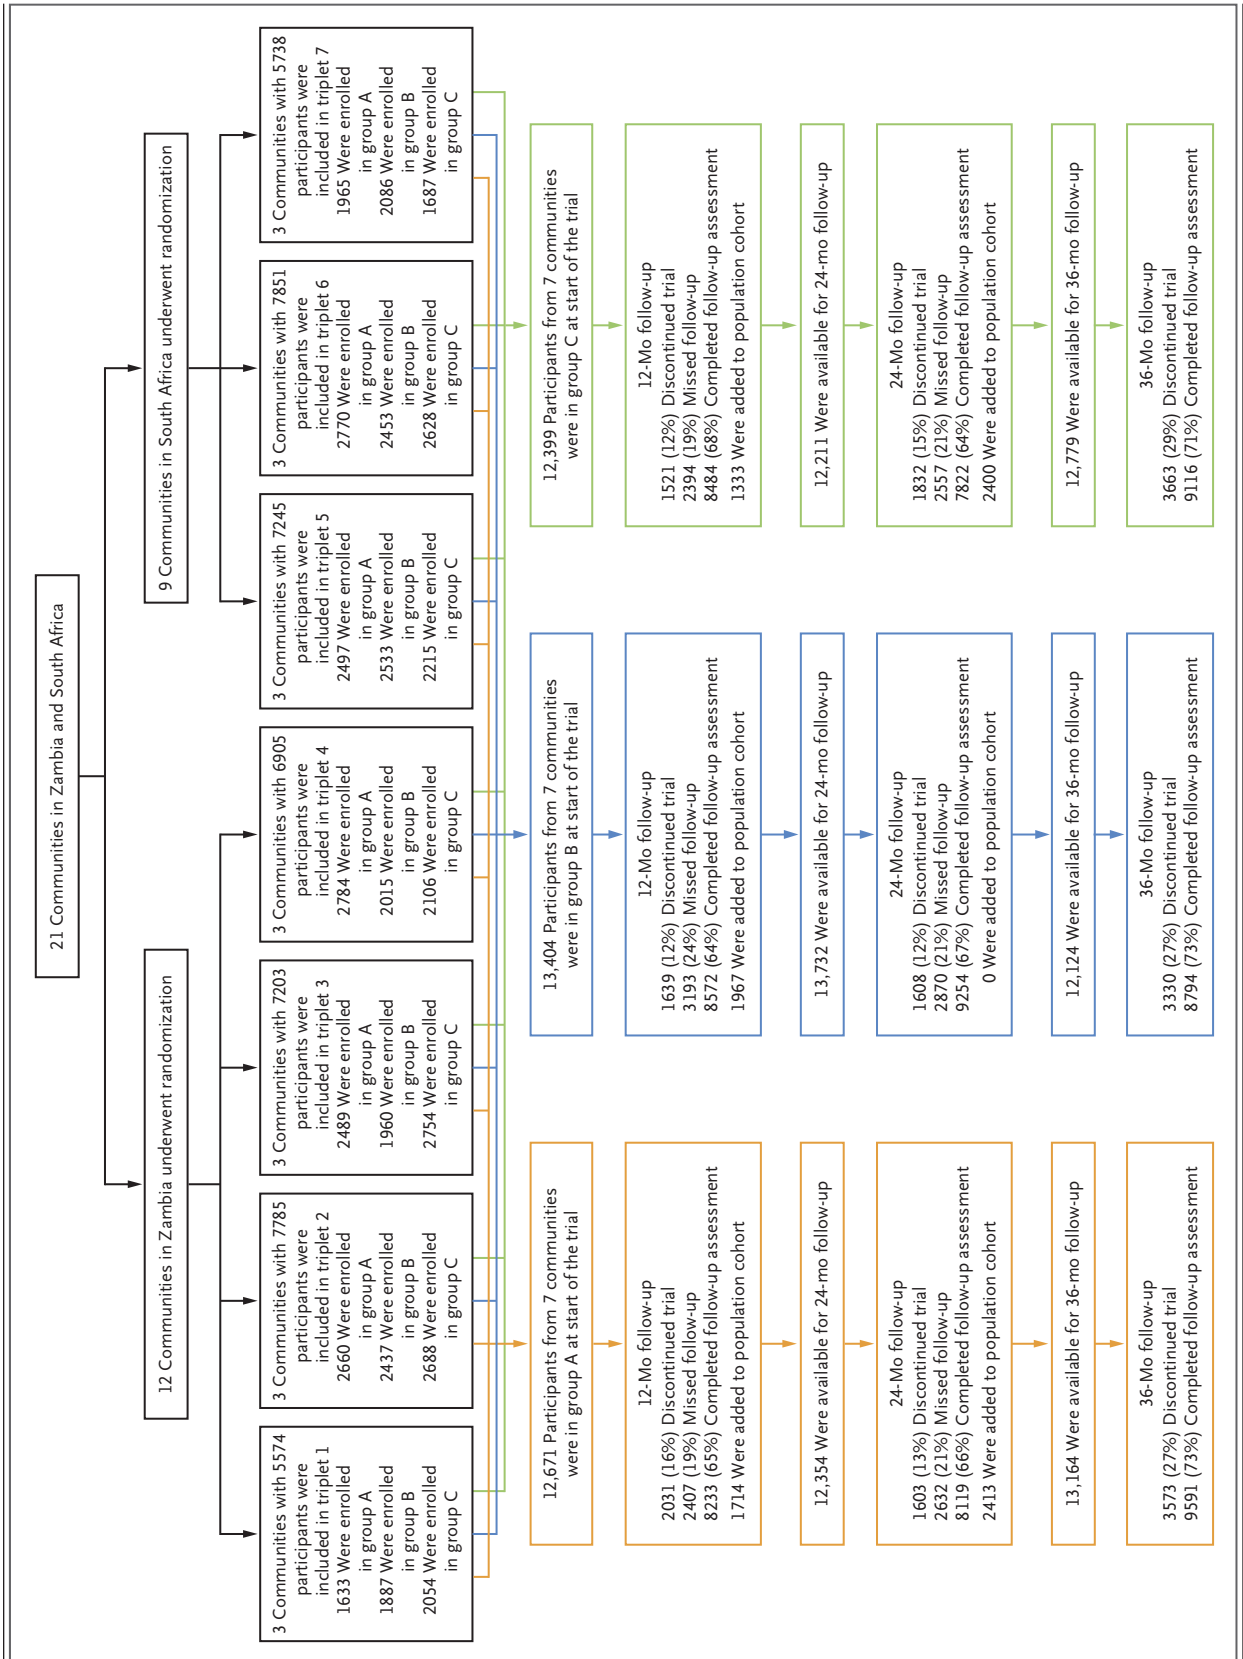 21 Communities in Zambia and South Africa
12 Communities in Zambia underwent randomization
9 Communities in South Africa underwent randomization
3 Communities with 5574
participants were
included in triplet 1
1633 Were enrolled
in group A
1887 Were enrolled
in group B
2054 Were enrolled
in group C
3 Communities with 7785
participants were
included in triplet 2
2660 Were enrolled
in group A
2437 Were enrolled
in group B
2688 Were enrolled
in group C
3 Communities with 7203
participants were
included in triplet 3
2489 Were enrolled
in group A
1960 Were enrolled
in group B
2754 Were enrolled
in group C
3 Communities with 6905
participants were
included in triplet 4
2784 Were enrolled
in group A
2015 Were enrolled
in group B
2106 Were enrolled
in group C
3 Communities with 7245
participants were
included in triplet 5
2497 Were enrolled
in group A
2533 Were enrolled
in group B
2215 Were enrolled
in group C
3 Communities with 7851
participants were
included in triplet 6
2770 Were enrolled
in group A
2453 Were enrolled
in group B
2628 Were enrolled
in group C
3 Communities with 5738
participants were
included in triplet 7
1965 Were enrolled
in group A
2086 Were enrolled
in group B
1687 Were enrolled
in group C
12,671 Participants from 7 communities
were in group A at start of the trial
12-Mo follow-up
2031 (16%) Discontinued trial
2407 (19%) Missed follow-up
8233 (65%) Completed follow-up assessment
1714 Were added to population cohort
12,354 Were available for 24-mo follow-up
24-Mo follow-up
1603 (13%) Discontinued trial
2632 (21%) Missed follow-up
8119 (66%) Completed follow-up assessment
2413 Were added to population cohort
13,164 Were available for 36-mo follow-up
36-Mo follow-up
3573 (27%) Discontinued trial
9591 (73%) Completed follow-up assessment
13,404 Participants from 7 communities
were in group B at start of the trial
12-Mo follow-up
1639 (12%) Discontinued trial
3193 (24%) Missed follow-up
8572 (64%) Completed follow-up assessment
1967 Were added to population cohort
13,732 Were available for 24-mo follow-up
24-Mo follow-up
1608 (12%) Discontinued trial
2870 (21%) Missed follow-up
9254 (67%) Completed follow-up assessment
0 Were added to population cohort
12,124 Were available for 36-mo follow-up
36-Mo follow-up
3330 (27%) Discontinued trial
8794 (73%) Completed follow-up assessment
12,399 Participants from 7 communities
were in group C at start of the trial
12-Mo follow-up
1521 (12%) Discontinued trial
2394 (19%) Missed follow-up
8484 (68%) Completed follow-up assessment
1333 Were added to population cohort
12,211 Were available for 24-mo follow-up
24-Mo follow-up
1832 (15%) Discontinued trial
2557 (21%) Missed follow-up
7822 (64%) Completed follow-up assessment
2400 Were added to population cohort
12,779 Were available for 36-mo follow-up
36-Mo follow-up
3663 (29%) Discontinued trial
9116 (71%) Completed follow-up assessment